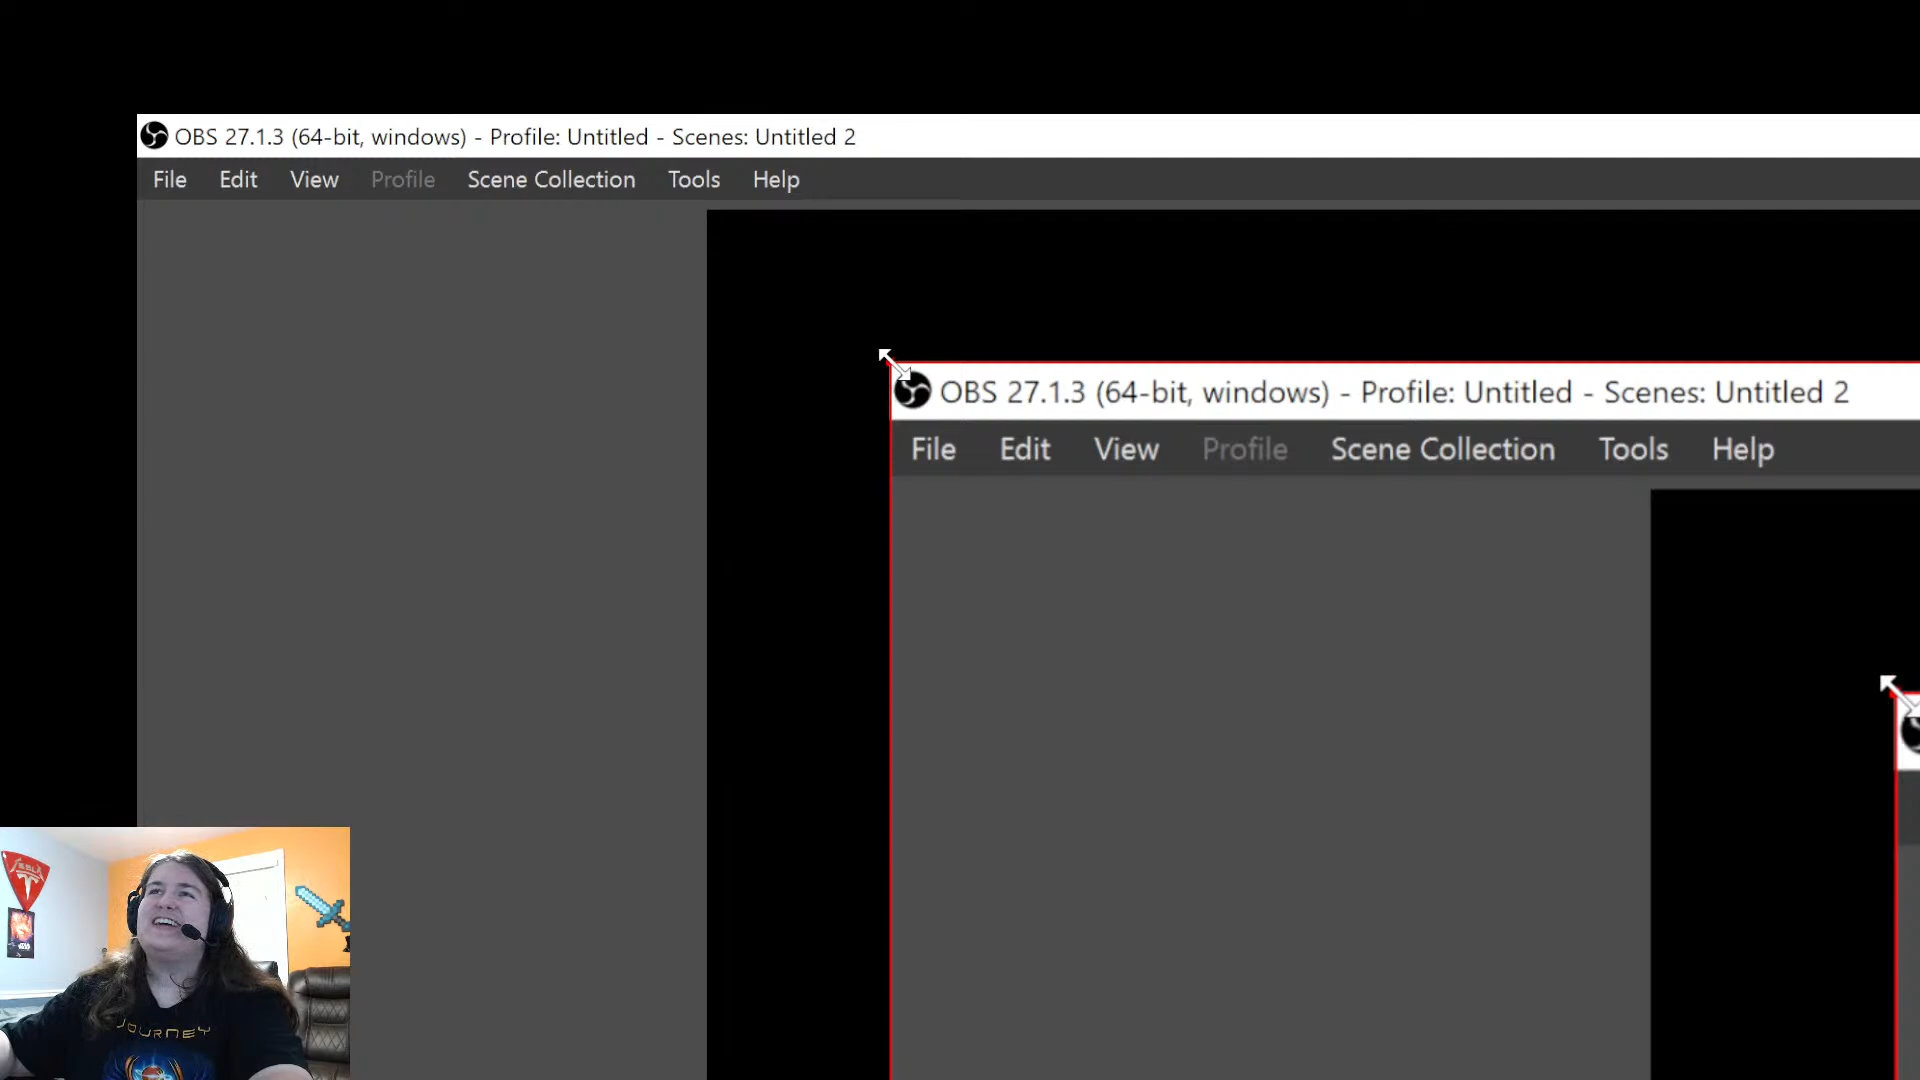 OBS 27.1.3 (64-bit, windows) - Profile: Untitled - Scenes: Untitled 2
File Edit View Profile Scene Collection Tools Help
OBS 27.1.3 (64-bit, windows) - Profile: Untitled - Scenes: Untitled 2
File Edit View Profile Scene Collection Tools Help
TESLA
JOURNEY